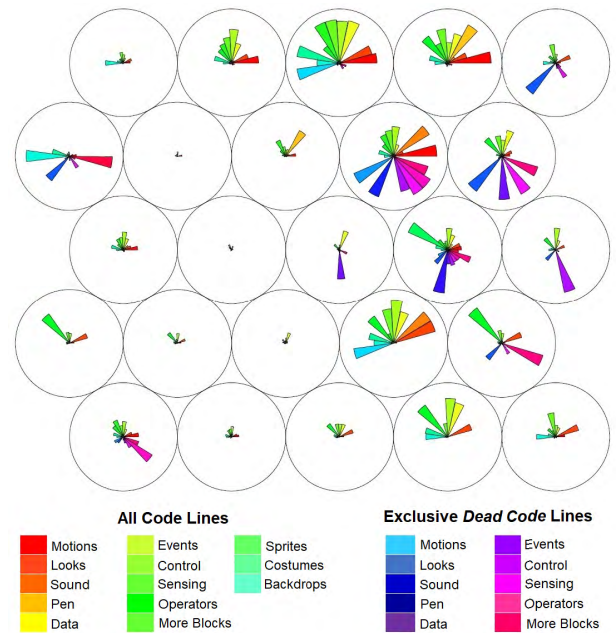 All Code Lines
Exclusive Dead Code Lines
Motions
Looks
Sound
Pen
Data
Events
Control
Sensing
Operators
More Blocks
Sprites
Costumes
Backdrops
Motions
Looks
Sound
Pen
Data
Events
Control
Sensing
Operators
More Blocks